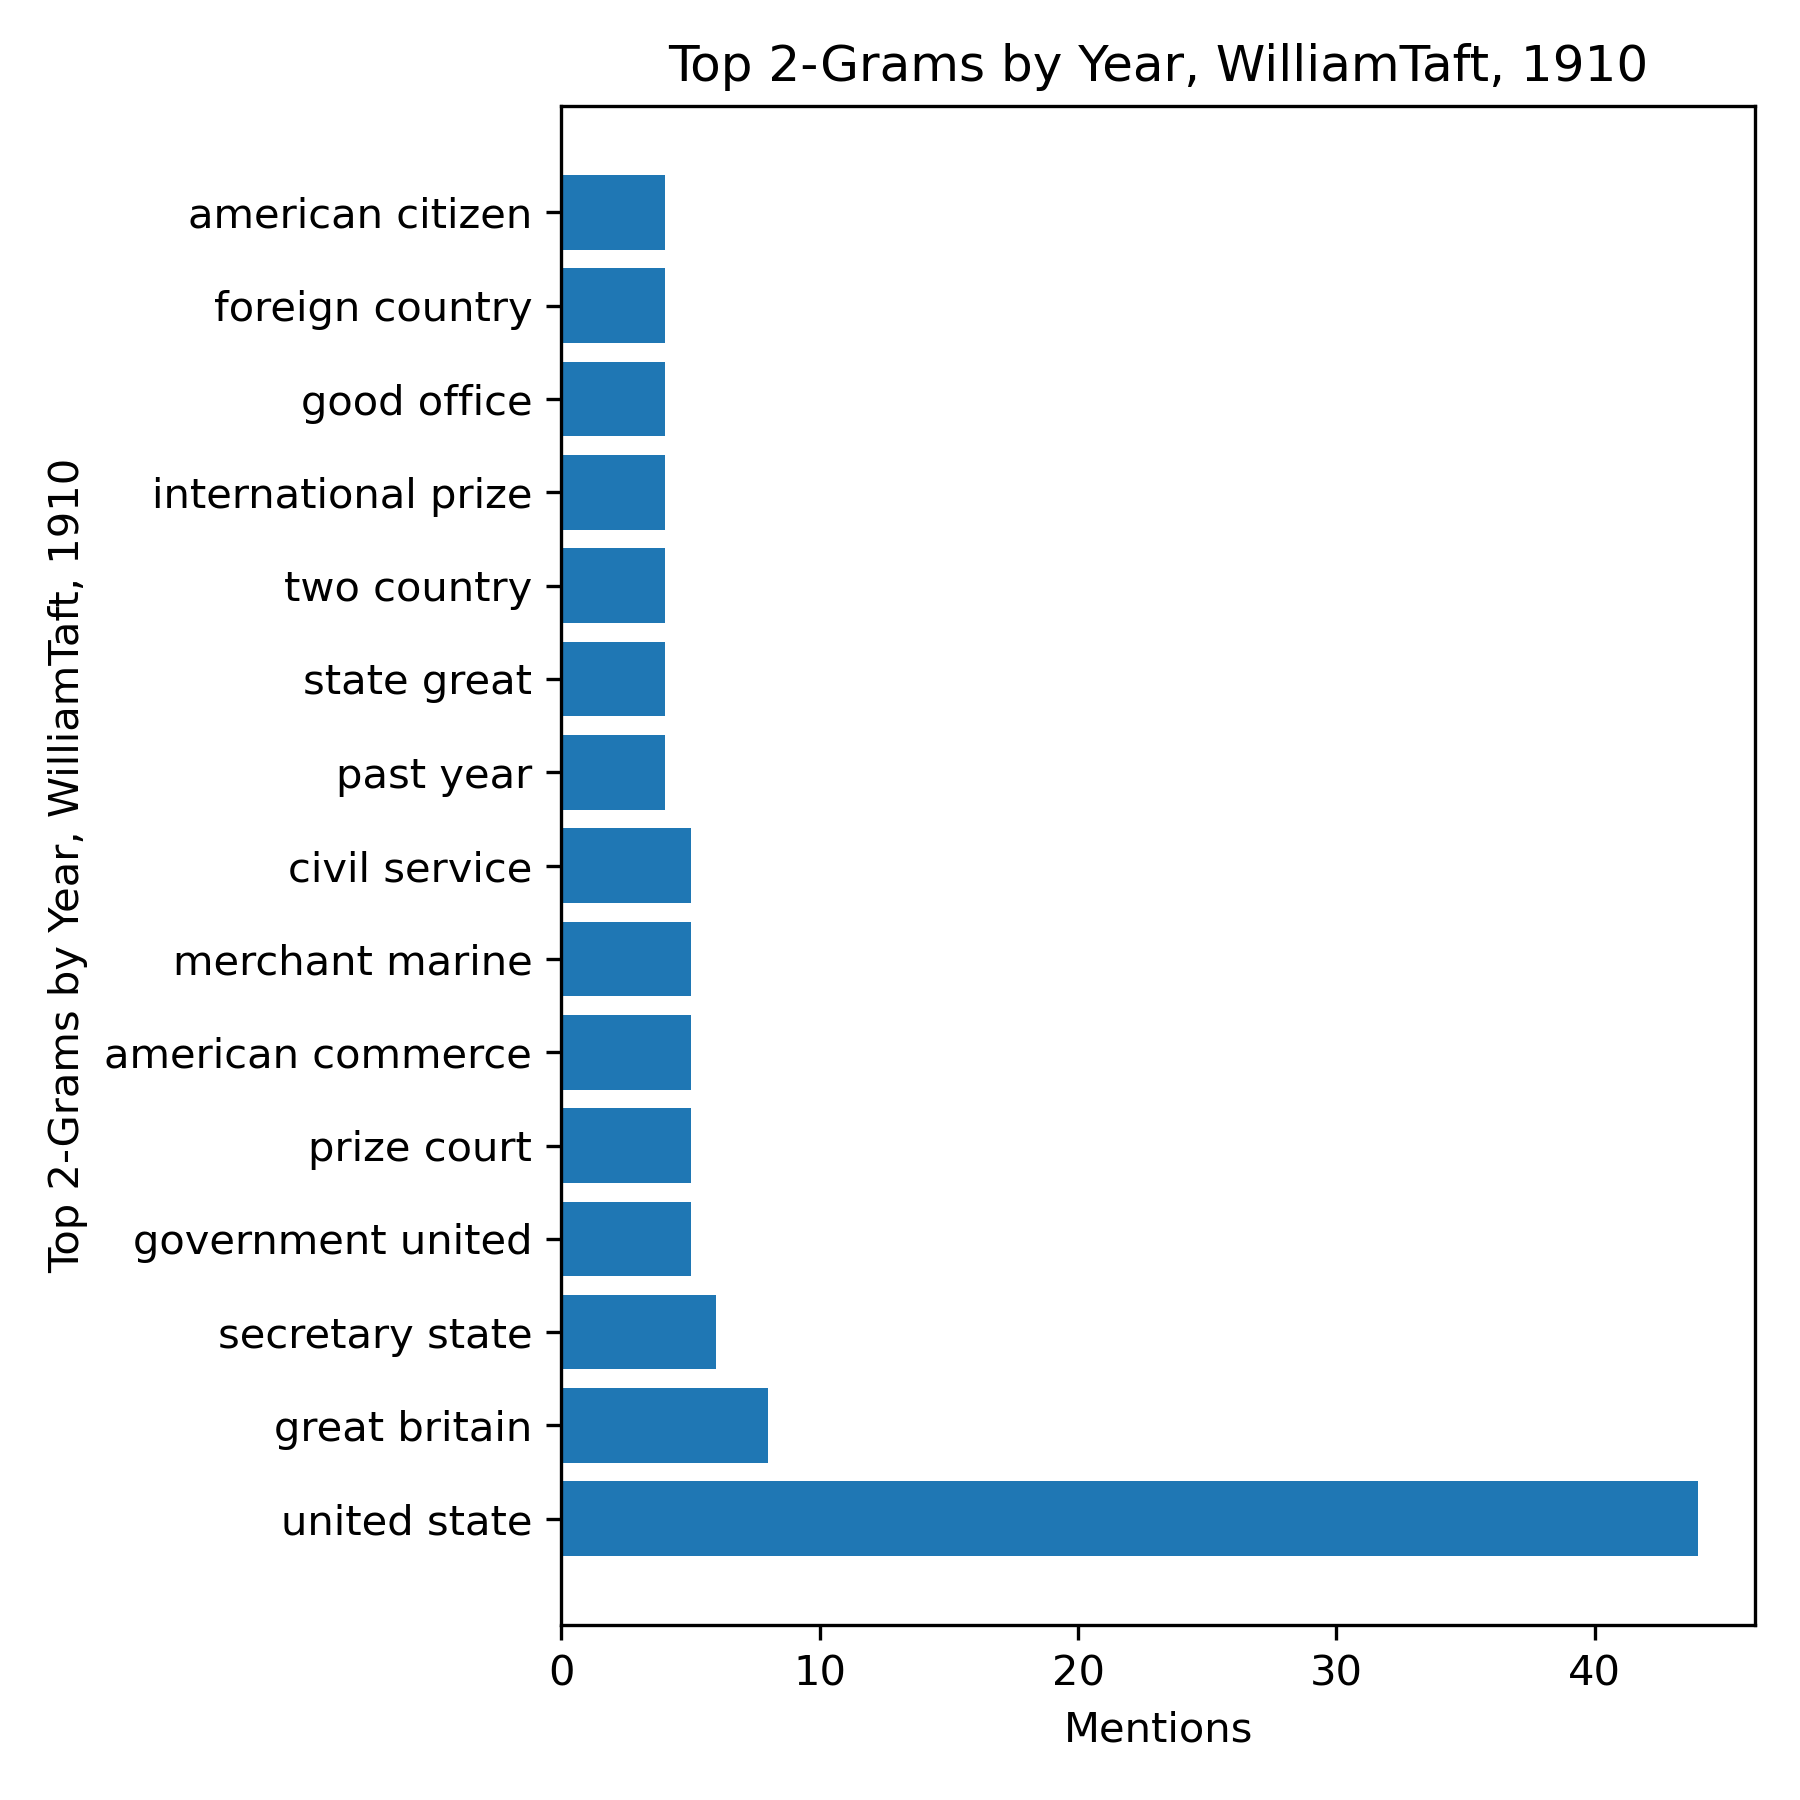 Top 2-Grams by Year, WilliamTaft, 1910
Top 2-Grams by Year, WilliamTaft, 1910
american citizen
foreign country
good office
international prize
two country
state great
past year
civil service
merchant marine
american commerce
prize court
government united
secretary state
great britain
united state
0 10 20 30 40
Mentions